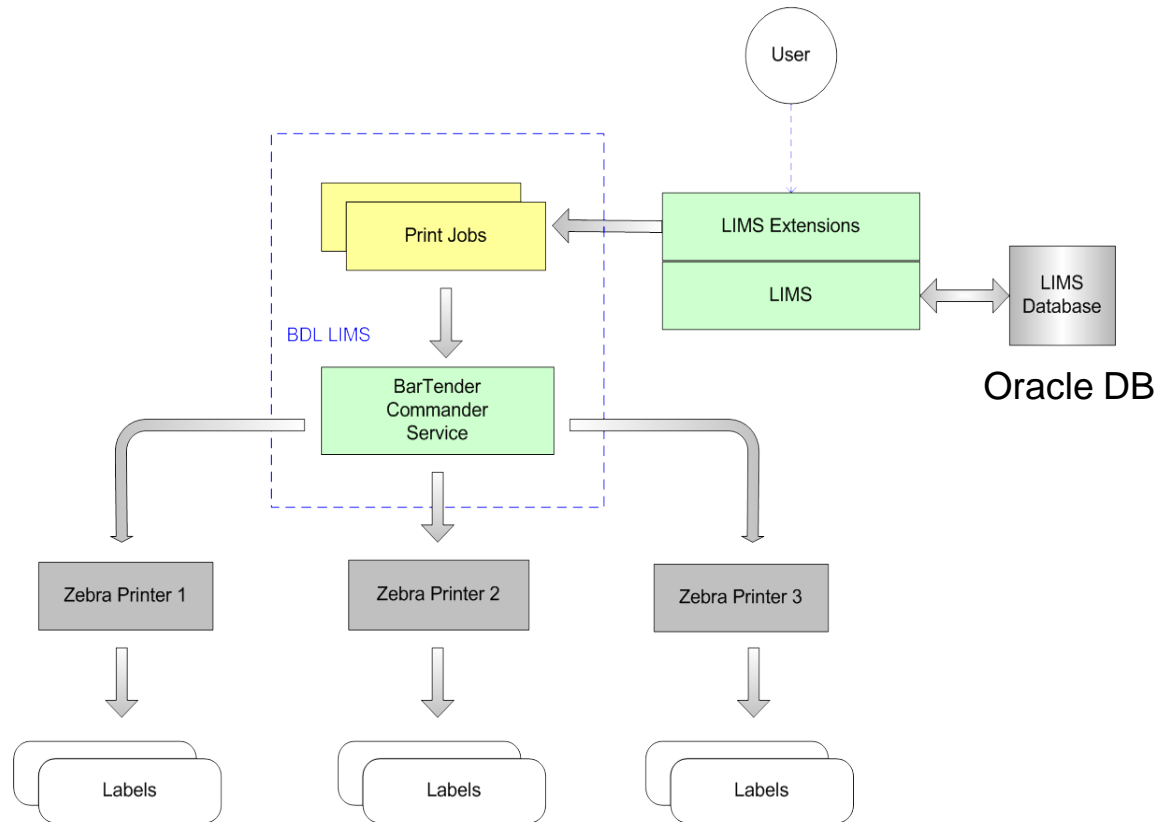 User
Print Jobs
LIMS Extensions
LIMS
LIMS
Database
Oracle DB
BDL LIMS
BarTender
Commander
Service
Zebra Printer 1
Zebra Printer 2
Zebra Printer 3
Labels
Labels
Labels